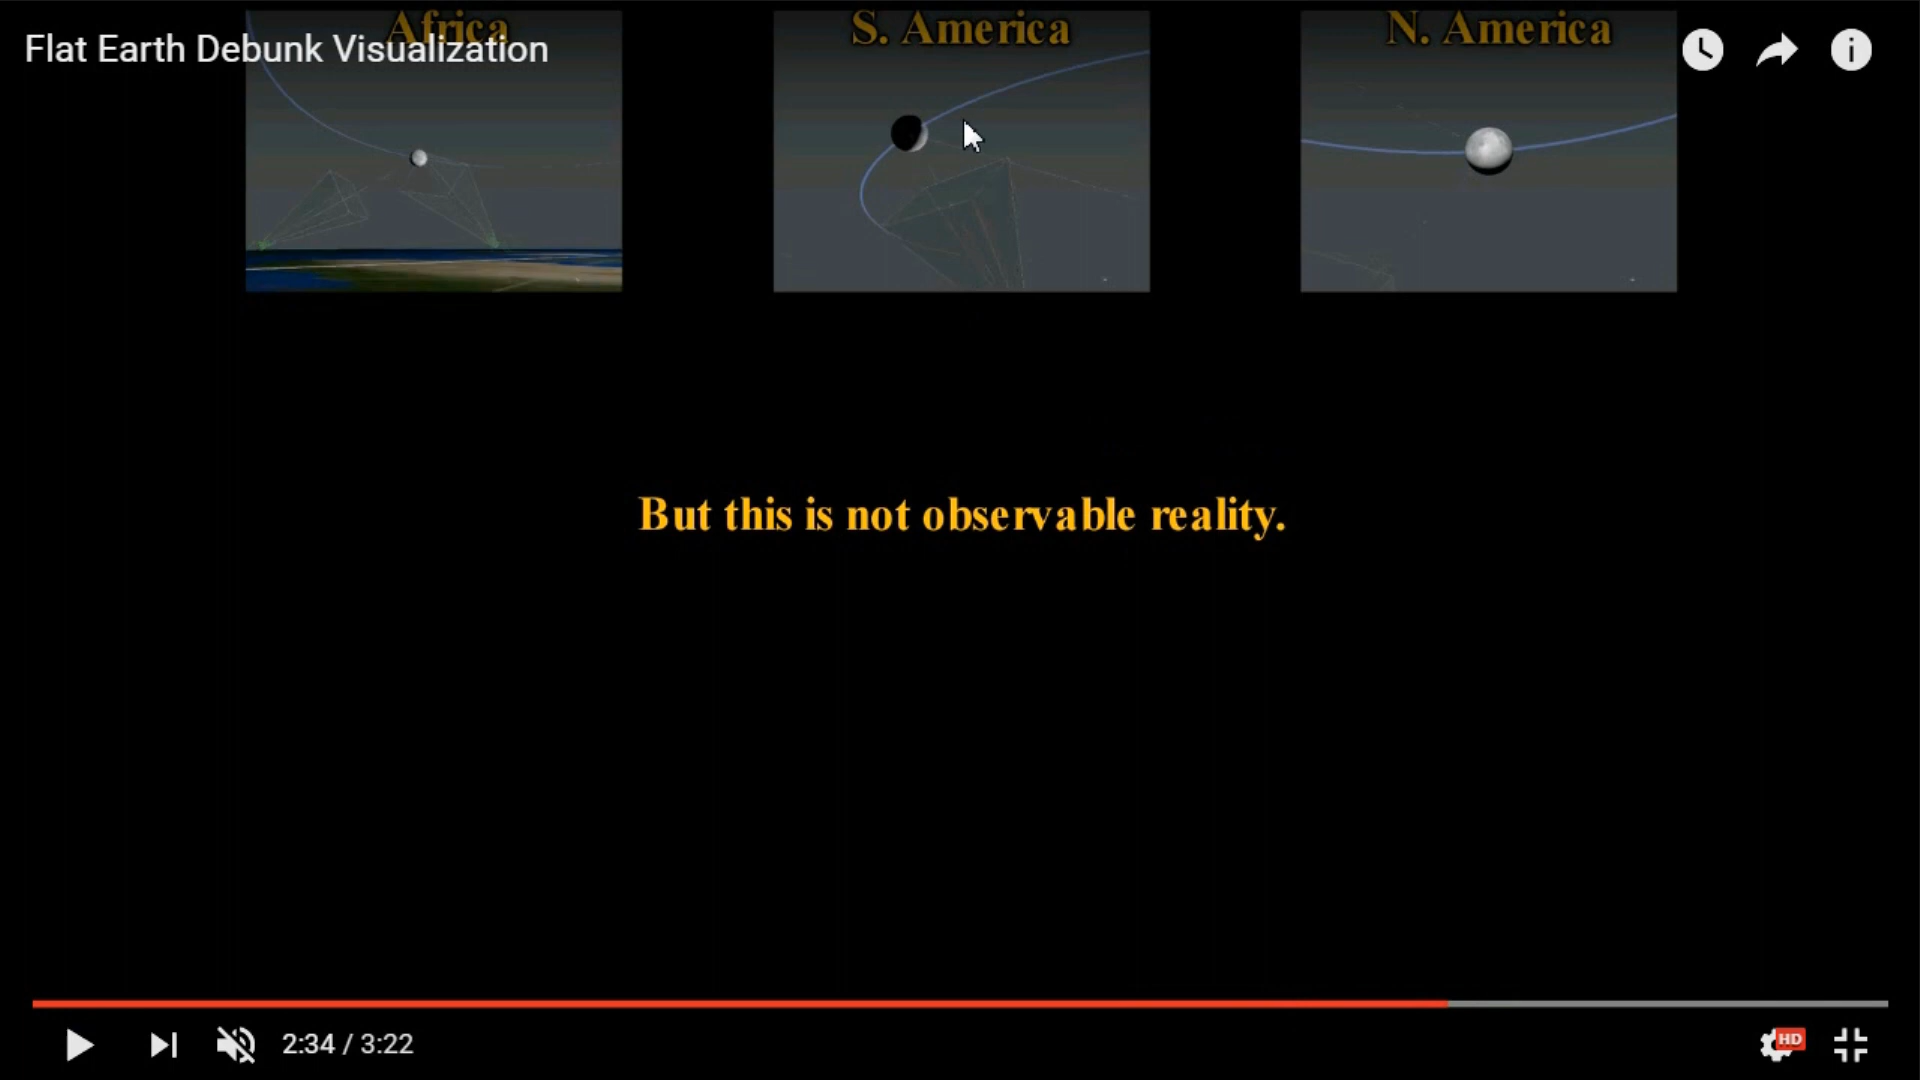 Africa
S. America
N. America
Flat Earth Debunk Visualization
But this is not observable reality.
2:34 / 3:22
HD